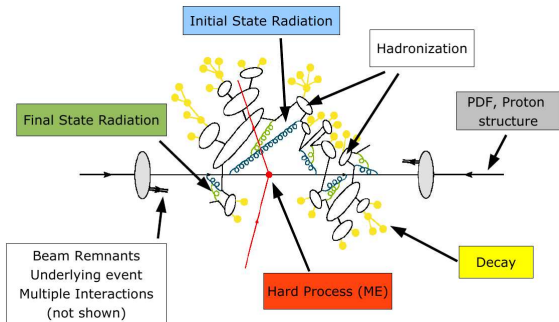 Initial State Radiation
Hadronization
Final State Radiation
PDF, Proton
structure
Beam Remnants
Underlying event
Multiple Interactions
(not shown)
Hard Process (ME)
Decay